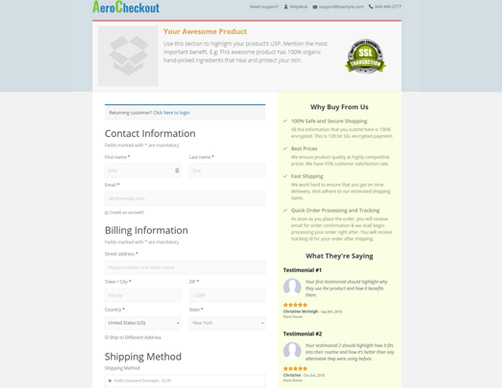 AeroCheckout
Need support? Helpdesk support@example.com 844-440-2777
Your Awesome Product
Use this section to highlight your product's USP. Mention the most
important benefit. E.g: This awesome product has 100% organic
hand-picked ingredients that heal and protect your skin.
SSL
TRANSACTION
Returning customer? Click here to login
Contact Information
Fields marked with * are mandatory
First name *
Last name *
John
Doe
Email *
abc@example.com
Create an account?
Billing Information
Fields marked with * are mandatory
Street address *
House number and street name
Town / City *
ZIP *
Albany
Country *
State *
United States (US)
New York
Ship to Different Address
Shipping Method
Shipping Method
Why Buy From Us
100% Safe and Secure Shopping
All the information that you submit here is 100%
encrypted. This is 128 bit SSL encrypted payment.
Best Prices
We ensure product quality at highly competitive
prices. We have 93% customer satisfaction rate.
Fast Shipping
We work hard to ensure that you get on time
delivery. And adhere to our estimated shipping
dates.
Quick Order Processing and Tracking
As soon as you place the order, you will receive
email for order confirmation & we shall begin
processing your order right after. You will receive
tracking id for your order after shipping.
What They're Saying
Testimonial #1
Your first testimonial should highlight why
they use the product and how it benefits
them.
Christine McVeigh
Store Owner
Testimonial #2
Your testimonial 2 should highlight how it fits
into their routine and how it's better than any
alternative they were using before.
Christine
Store Owner